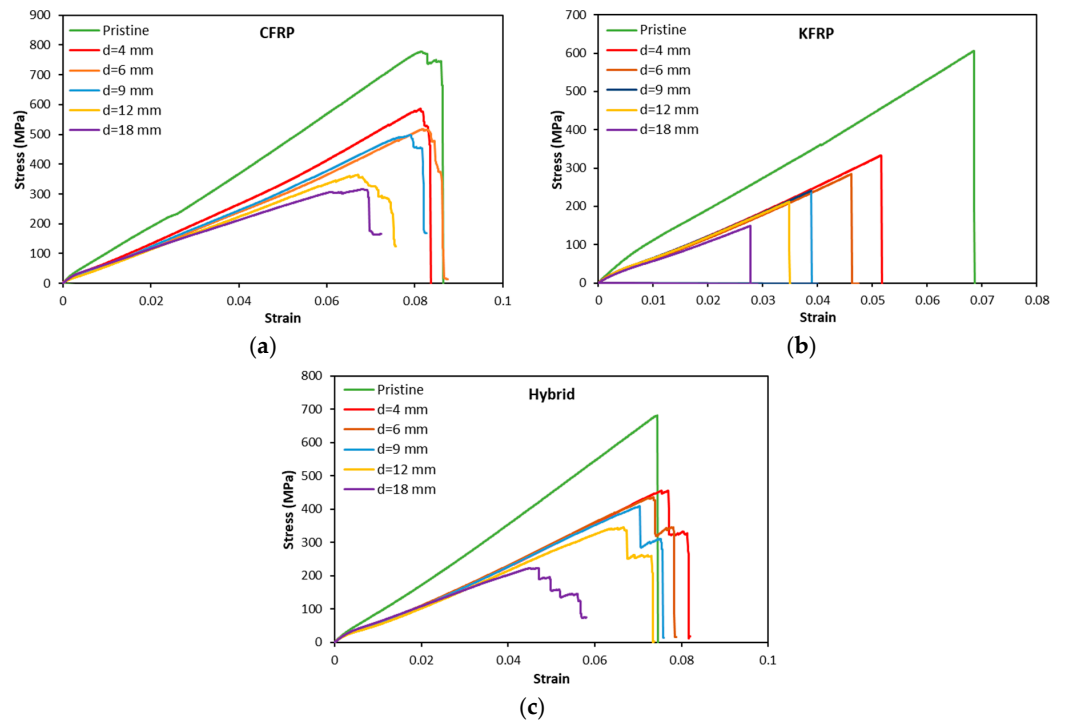 CFRP
Pristine
d=4 mm
d=6 mm
d=9 mm
d=12 mm
d=18 mm
900
800
700
600
500
400
300
200
100
0
Stress (MPa)
0 0.02 0.04 0.06 0.08 0.1
Strain
(a)
KFRP
Pristine
d=4 mm
d=6 mm
d=9 mm
d=12 mm
d=18 mm
700
600
500
400
300
200
100
0
Stress (MPa)
0 0.01 0.02 0.03 0.04 0.05 0.06 0.07 0.08
Strain
(b)
Hybrid
Pristine
d=4 mm
d=6 mm
d=9 mm
d=12 mm
d=18 mm
800
700
600
500
400
300
200
100
0
Stress (MPa)
0 0.02 0.04 0.06 0.08 0.1
Strain
(c)